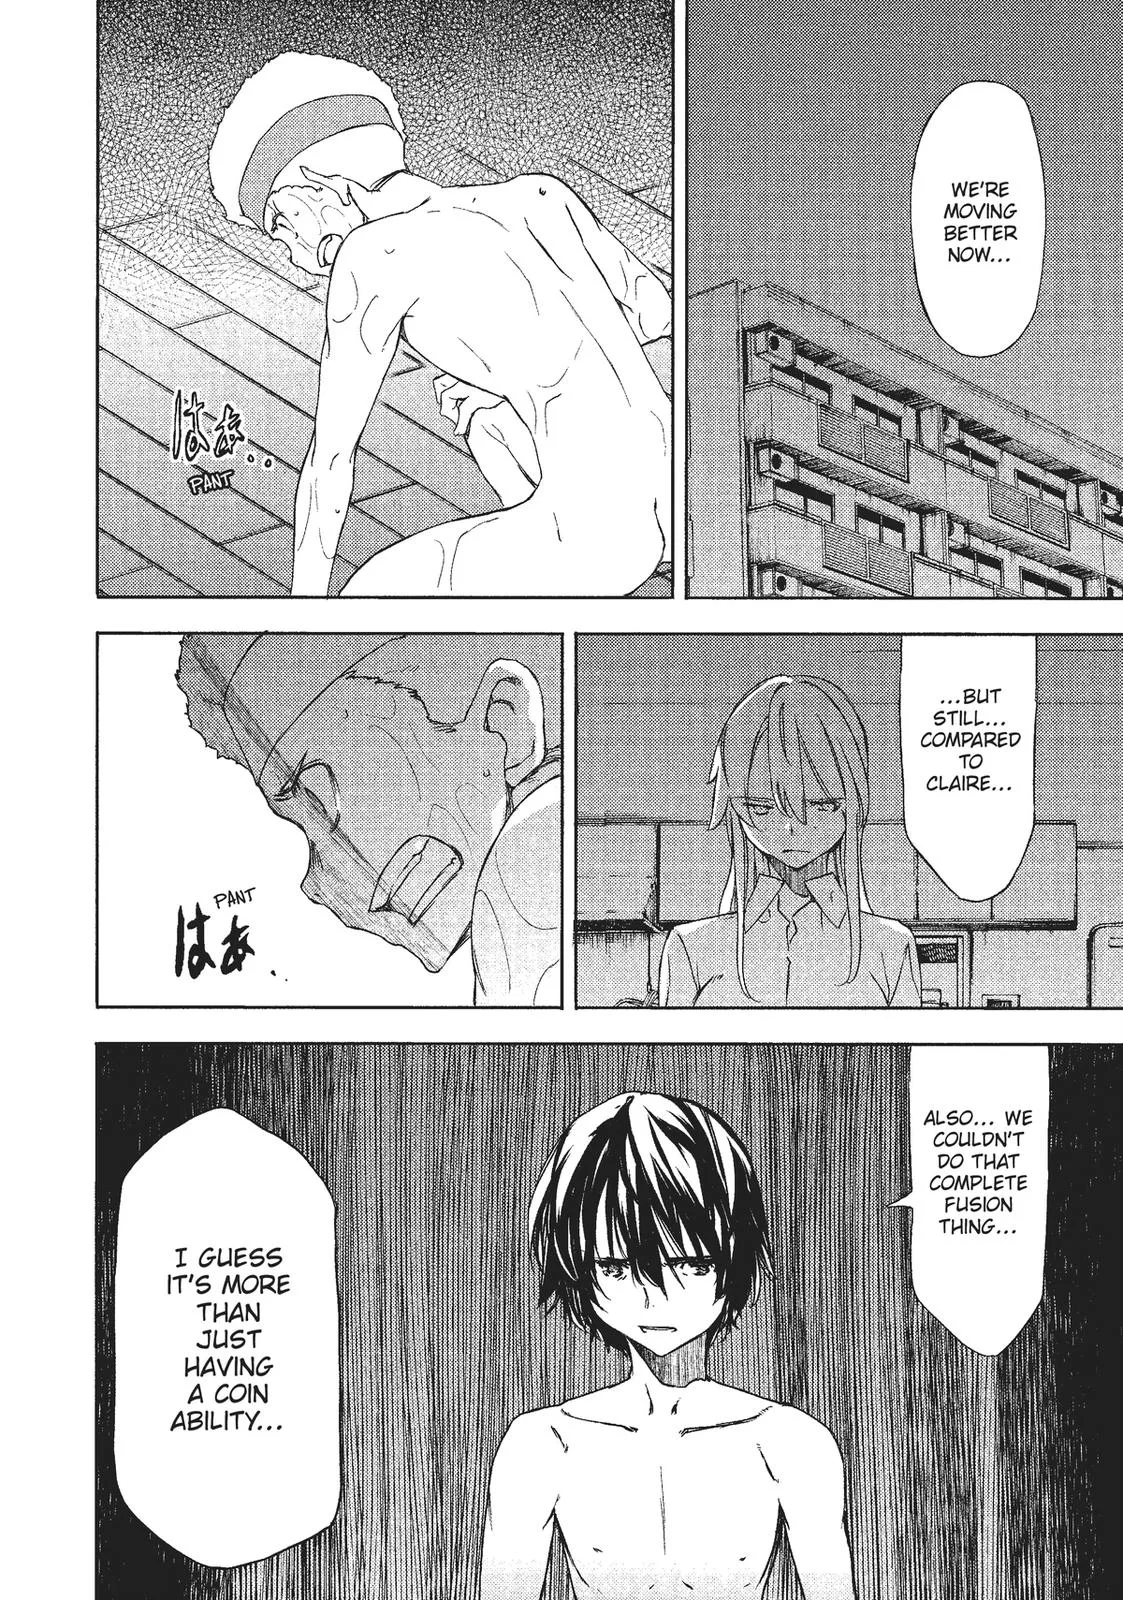 WE'RE
MOVING
BETTER
NOW...
はぁ..
PANT
...BUT
STILL...
COMPARED
TO
CLAIRE...
PANT
はぁ..
ALSO... WE
COULDN'T
DO THAT
COMPLETE
FUSION
THING...
I GUESS
IT'S MORE
THAN
JUST
HAVING
A COIN
ABILITY...